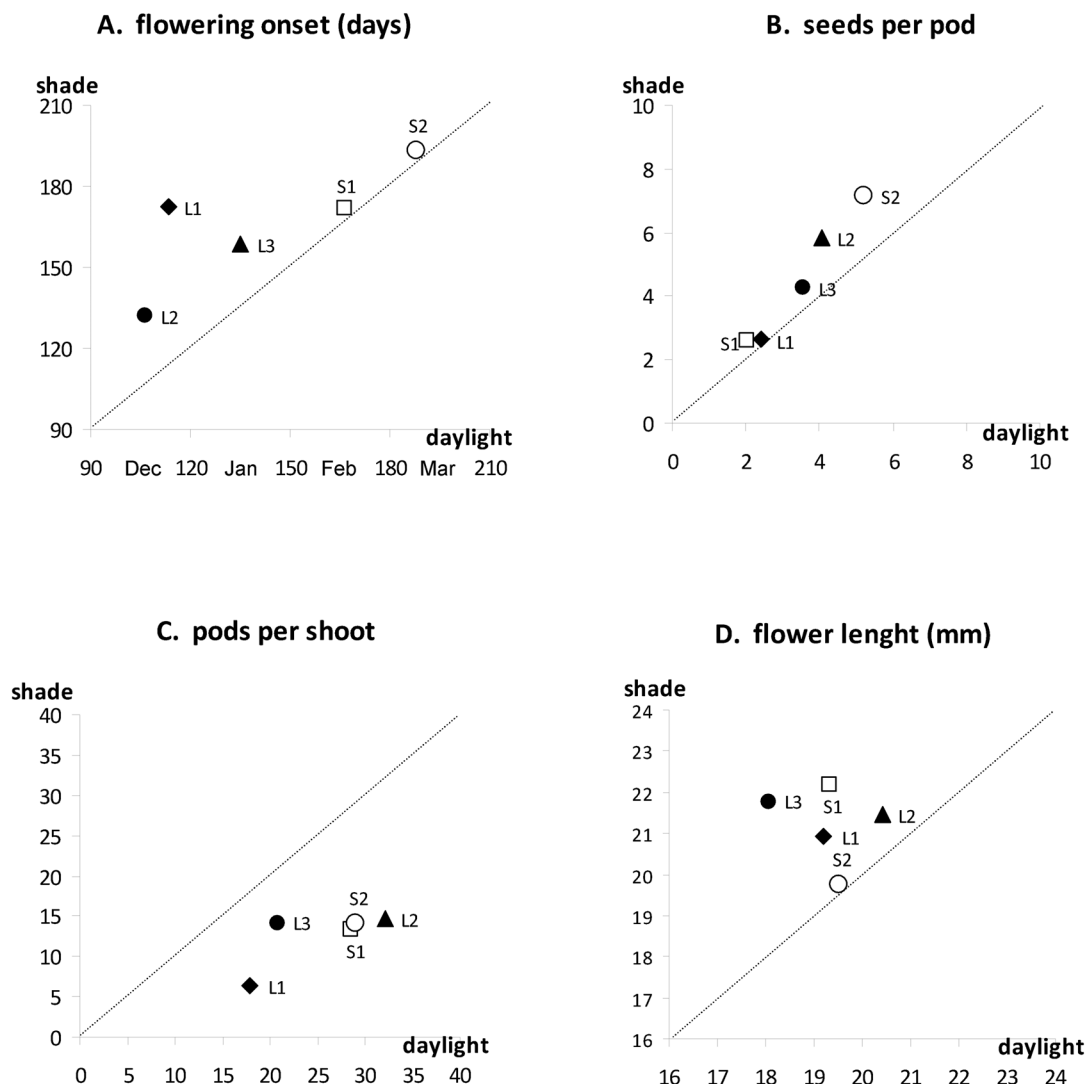 A. flowering onset (days)
shade
210
180
150
120
90
S2
S1
L1
L3
L2
daylight
90 Dec 120 Jan 150 Feb 180 Mar 210
B. seeds per pod
shade
10
8
6
4
2
0
S2
L2
L3
S1
L1
daylight
0 2 4 6 8 10
C. pods per shoot
shade
40
35
30
25
20
15
10
5
0
S2
L3
L2
S1
L1
daylight
0 5 10 15 20 25 30 35 40
D. flower lenght (mm)
shade
24
23
22
21
20
19
18
17
16
L3
S1
L2
L1
S2
daylight
16 17 18 19 20 21 22 23 24